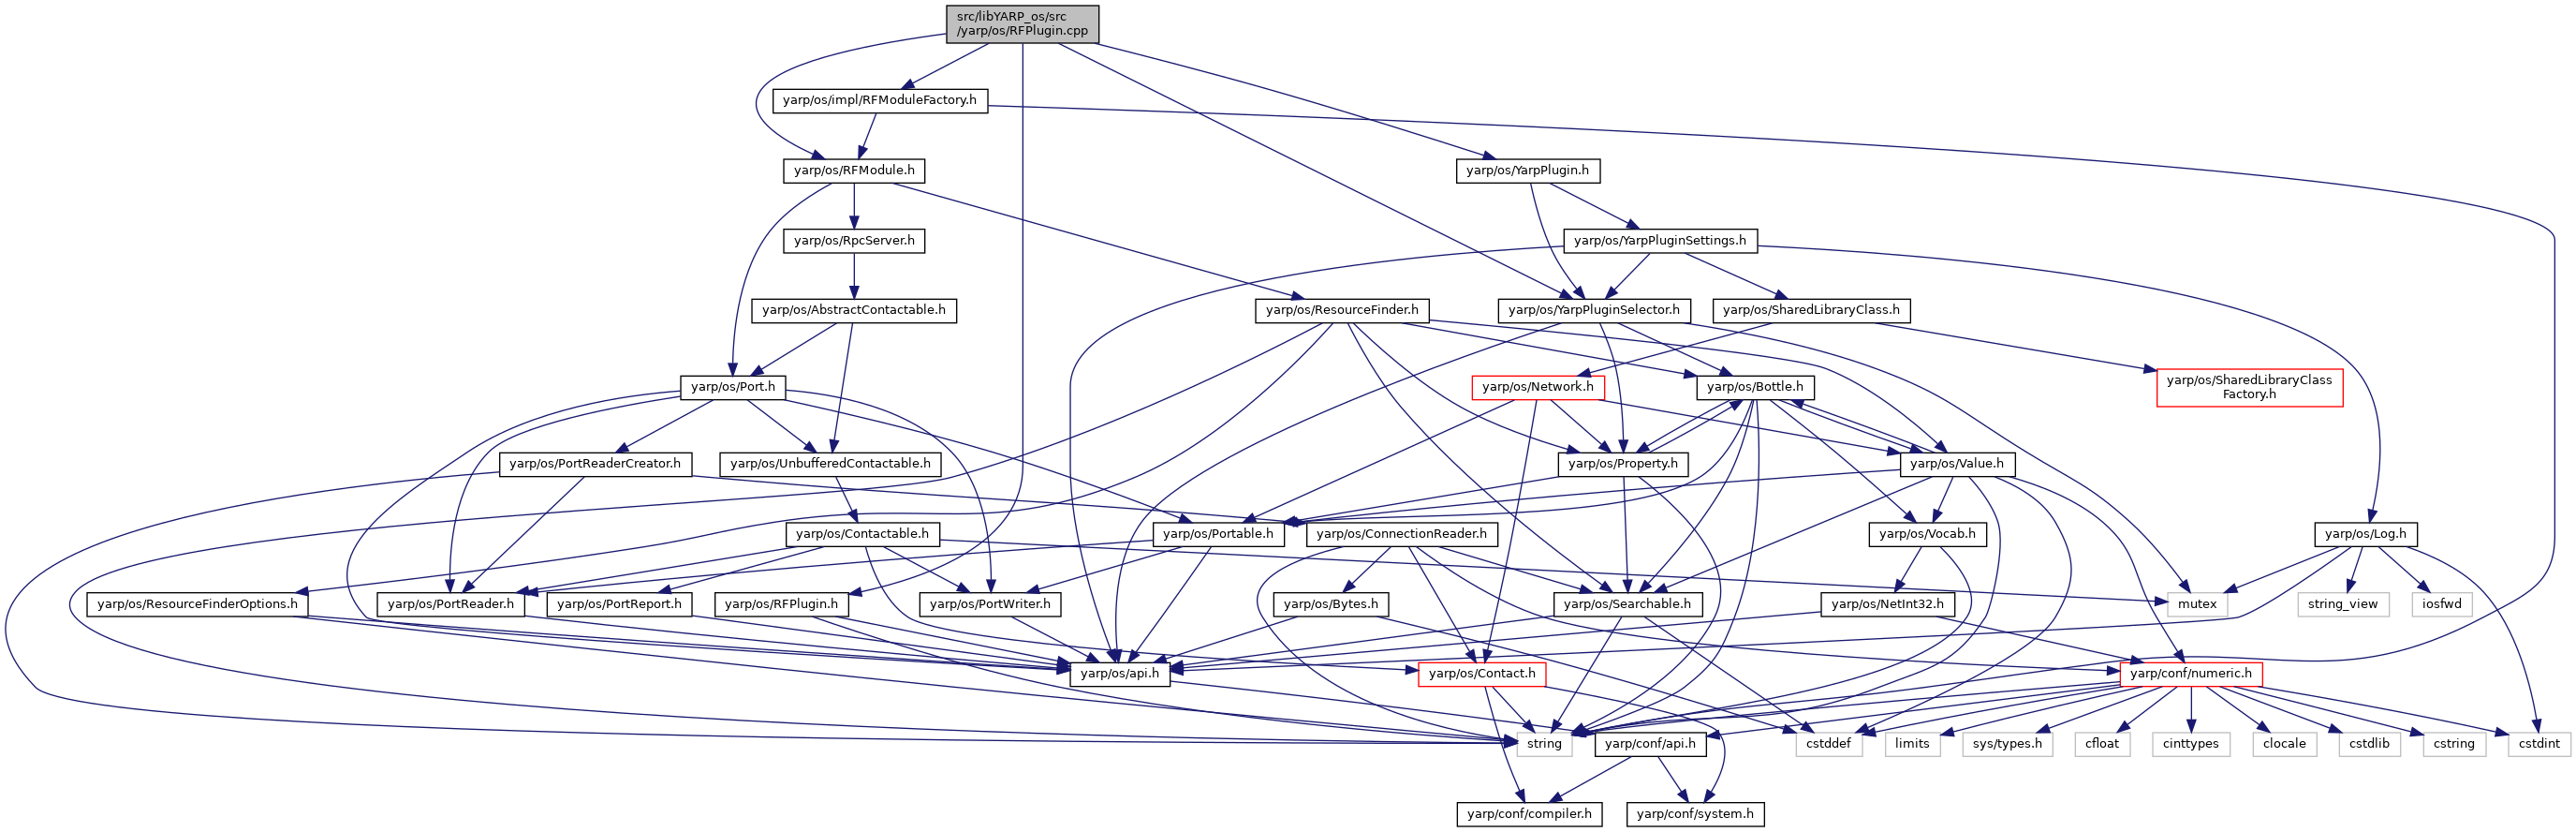 src/libYARP_os/src
/yarp/os/RFPlugin.cpp
yarp/os/impl/RFModuleFactory.h
yarp/os/RFModule.h
yarp/os/YarpPlugin.h
yarp/os/RpcServer.h
yarp/os/YarpPluginSettings.h
yarp/os/AbstractContactable.h
yarp/os/ResourceFinder.h
yarp/os/YarpPluginSelector.h
yarp/os/SharedLibraryClass.h
yarp/os/Port.h
yarp/os/Network.h
yarp/os/Bottle.h
yarp/os/SharedLibraryClass
Factory.h
yarp/os/PortReaderCreator.h
yarp/os/UnbufferedContactable.h
yarp/os/Property.h
yarp/os/Value.h
yarp/os/Contactable.h
yarp/os/Portable.h
yarp/os/ConnectionReader.h
yarp/os/Vocab.h
yarp/os/Log.h
yarp/os/ResourceFinderOptions.h
yarp/os/PortReader.h
yarp/os/PortReport.h
yarp/os/RFPlugin.h
yarp/os/PortWriter.h
yarp/os/Bytes.h
yarp/os/Searchable.h
yarp/os/NetInt32.h
mutex
string_view
iosfwd
yarp/os/api.h
yarp/os/Contact.h
yarp/conf/numeric.h
string
yarp/conf/api.h
cstddef
limits
sys/types.h
cfloat
cinttypes
clocale
cstdlib
cstring
cstdint
yarp/conf/compiler.h
yarp/conf/system.h